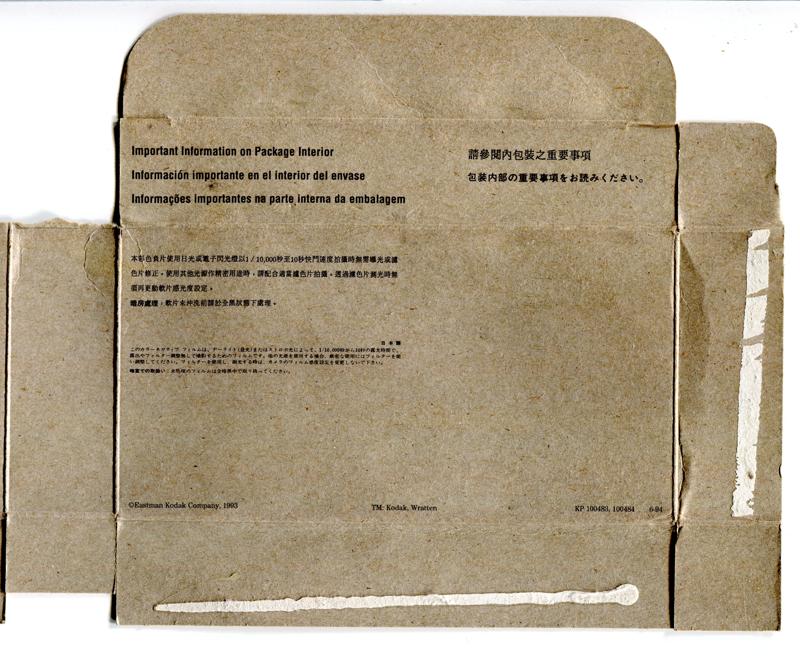 Important Information on Package Interior
Información importante en el interior del envase
Informações importantes na parte interna da embalagem
請參閱內包裝之重要事項
包装内部の重要事項をお読みください。
本彩色負片使用日光或電子閃光燈以1/10,000秒至10秒快門速度拍攝時無需曝光或濾
色片修正。使用其他光源作精密用途時，請配合適當濾色片拍攝。透過濾色片測光時無
須再更動軟片感光度設定。
暗房處理：軟片未沖洗前請於全黑狀態下處理。
日本語
このカラーネガティブ フィルムは、デーライト(昼光)またはストロボ光によって、1/10,000秒から10秒の露光時間で、
露出やフィルター調整無しで撮影するためのフィルムです。他の光源を使用する場合、厳密な使用にはフィルターを使
い調整してください。フィルターを使用し、測光する時は、カメラのフィルム感度設定を変更しないで下さい。
暗室での取扱い：未処理のフィルムは全暗黒中で取り扱ってください。
©Eastman Kodak Company, 1993
TM: Kodak, Wratten
KP 100483, 100484
6-94